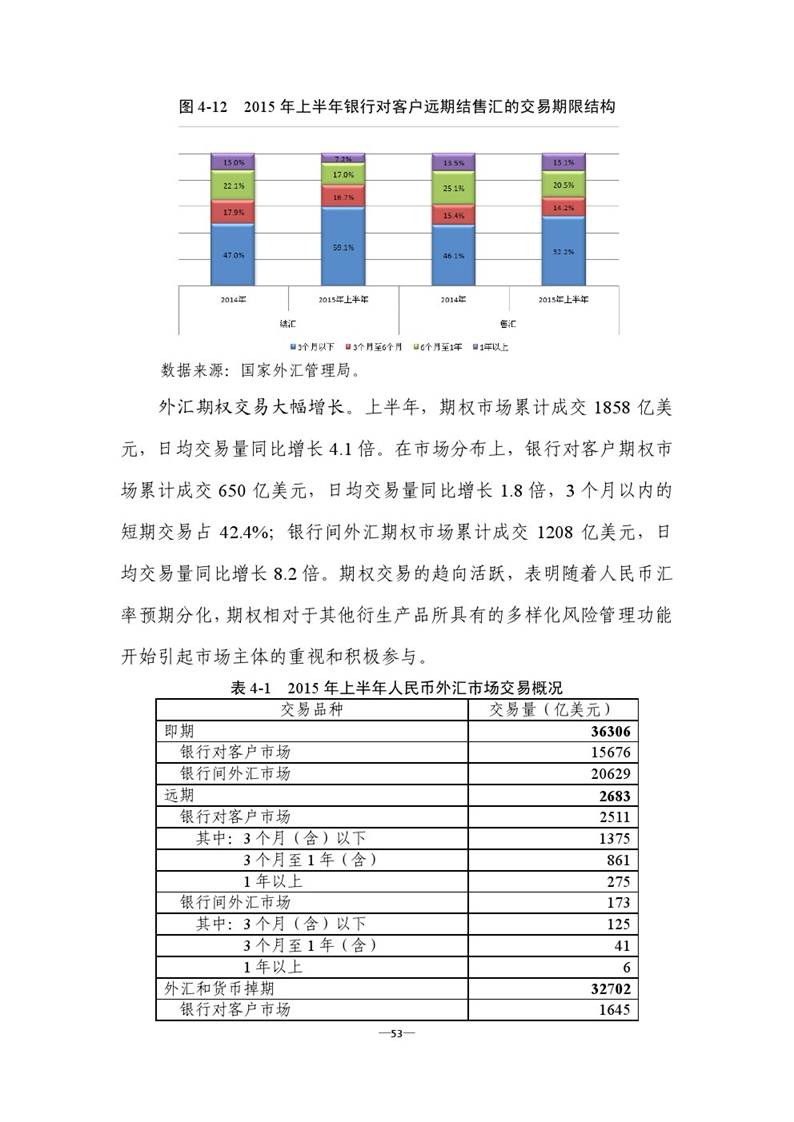 图 4-12 2015 年上半年银行对客户远期结售汇的交易期限结构
15.0% 7.2% 13.5% 13.1%
22.1% 17.0% 25.1% 20.5%
17.9% 16.7% 15.4% 14.2%
47.0% 59.1% 46.1% 52.2%
2014年 2015年上半年 2014年 2015年上半年
结汇 售汇
3个月以下 3个月至6个月 6个月至1年 1年以上
数据来源：国家外汇管理局。
外汇期权交易大幅增长。上半年，期权市场累计成交 1858 亿美
元，日均交易量同比增长 4.1 倍。在市场分布上，银行对客户期权市
场累计成交 650 亿美元，日均交易量同比增长 1.8 倍，3 个月以内的
短期交易占 42.4%；银行间外汇期权市场累计成交 1208 亿美元，日
均交易量同比增长 8.2 倍。期权交易的趋向活跃，表明随着人民币汇
率预期分化，期权相对于其他衍生产品所具有的多样化风险管理功能
开始引起市场主体的重视和积极参与。
表 4-1 2015 年上半年人民币外汇市场交易概况
交易品种 交易量（亿美元）
即期 36306
银行对客户市场 15676
银行间外汇市场 20629
远期 2683
银行对客户市场 2511
其中：3 个月（含）以下 1375
3 个月至 1 年（含） 861
1 年以上 275
银行间外汇市场 173
其中：3 个月（含）以下 125
3 个月至 1 年（含） 41
1 年以上 6
外汇和货币掉期 32702
银行对客户市场 1645
—53—